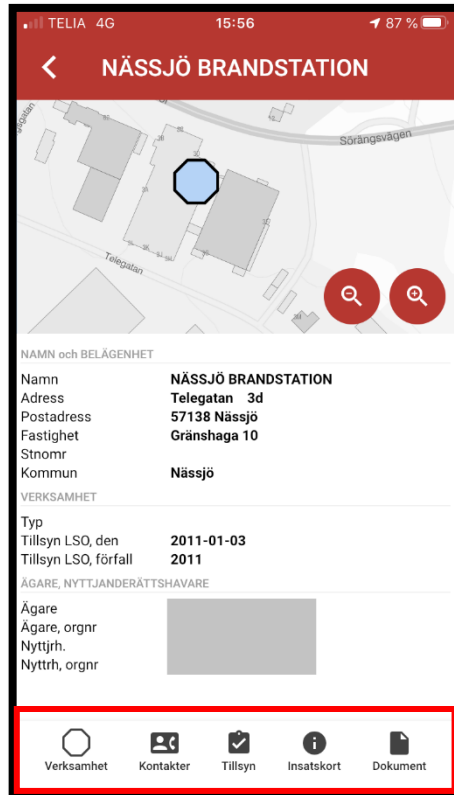 TELIA 4G 15:56 87 %
NÄSSJÖ BRANDSTATION
Sörängsvägen
Telegatan
NAMN och BELÄGENHET
Namn NÄSSJÖ BRANDSTATION
Adress Telegatan 3d
Postadress 57138 Nässjö
Fastighet Gränshaga 10
Stnomr
Kommun Nässjö
VERKSAMHET
Typ
Tillsyn LSO, den 2011-01-03
Tillsyn LSO, förfall 2011
ÄGARE, NYTTJANDERÄTTSHAVARE
Ägare
Ägare, orgnr
Nyttjrh.
Nyttrh, orgnr
Verksamhet Kontakter Tillsyn Insatskort Dokument